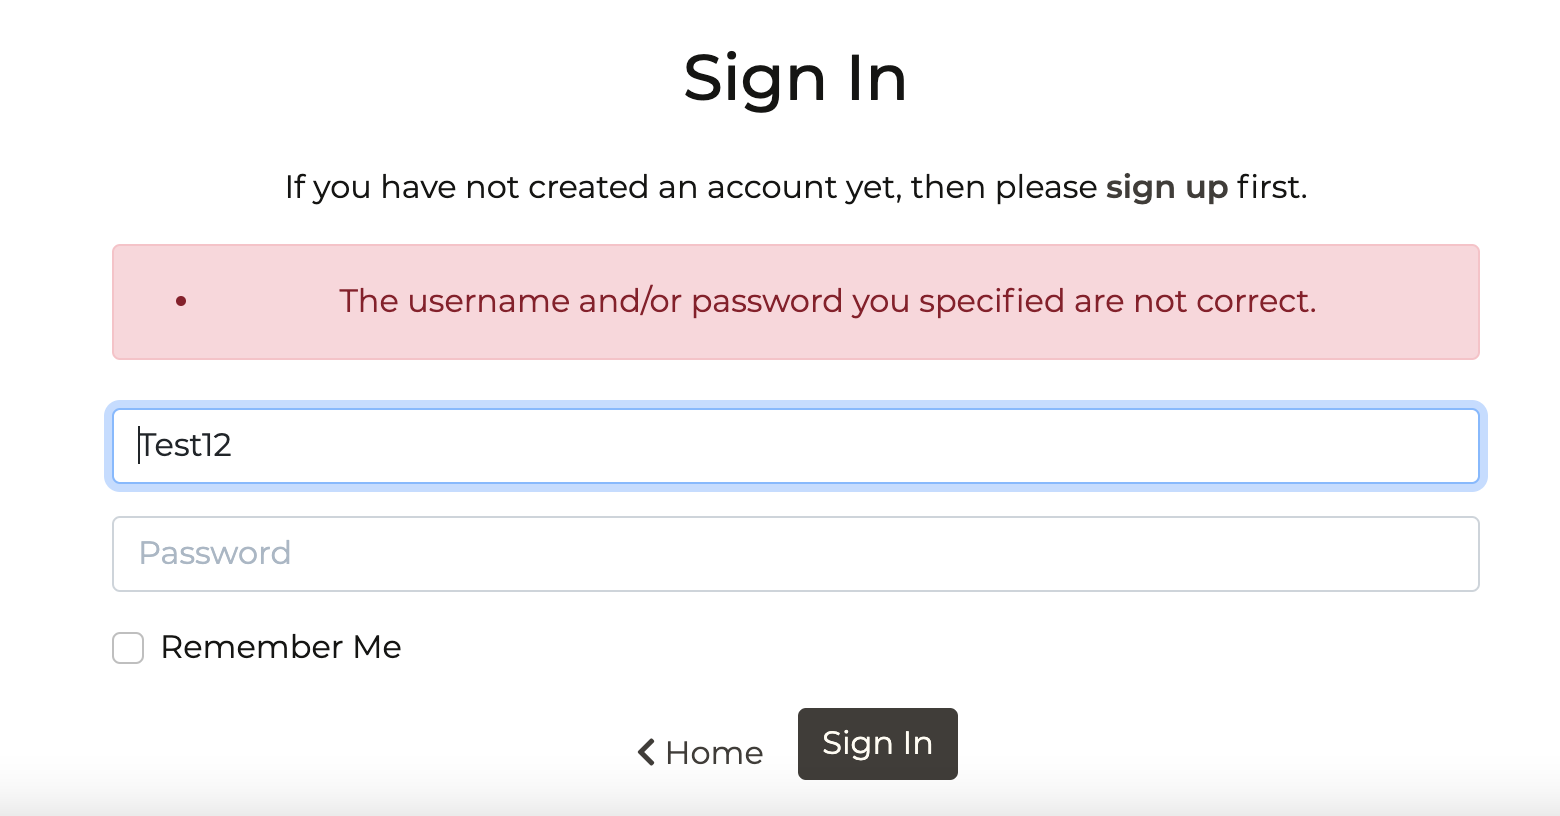 Sign In
If you have not created an account yet, then please sign up first.
• The username and/or password you specified are not correct.
Test12
Password
Remember Me
Home
Sign In